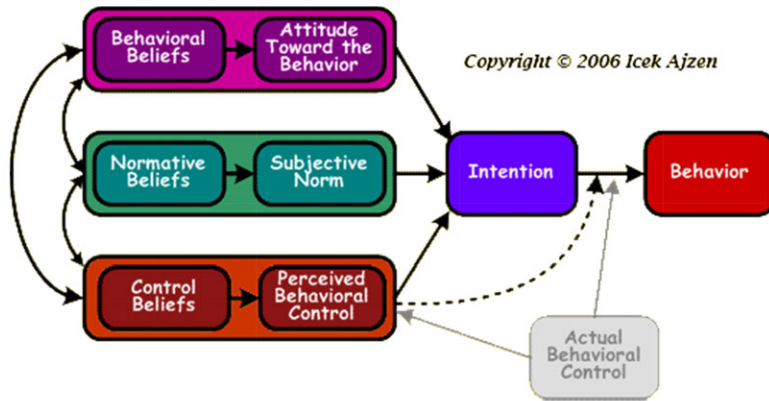 Behavioral
Beliefs
Attitude
Toward the
Behavior
Copyright © 2006 Icek Ajzen
Normative
Beliefs
Subjective
Norm
Intention
Behavior
Control
Beliefs
Perceived
Behavioral
Control
Actual
Behavioral
Control